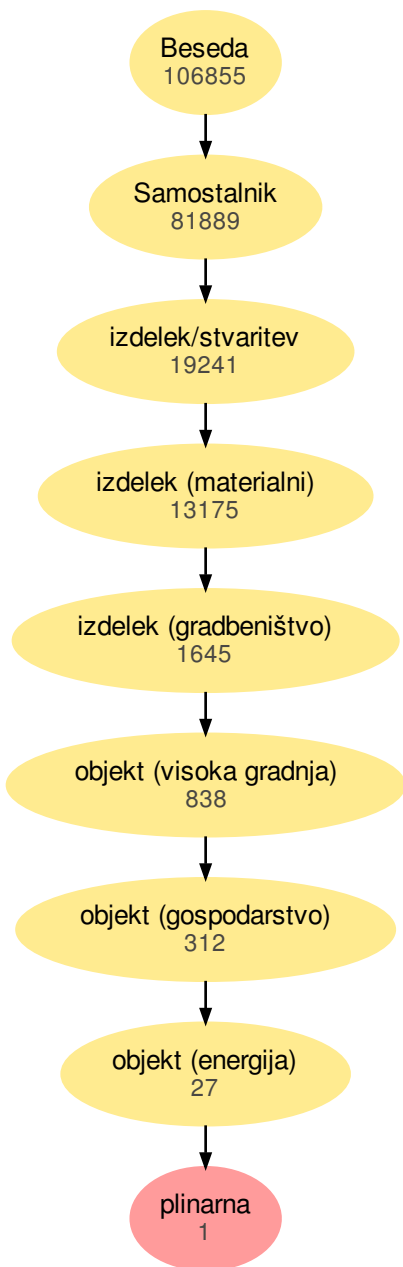 Beseda
106855
Samostalnik
81889
izdelek/stvaritev
19241
izdelek (materialni)
13175
izdelek (gradbeništvo)
1645
objekt (visoka gradnja)
838
objekt (gospodarstvo)
312
objekt (energija)
27
plinarna
1